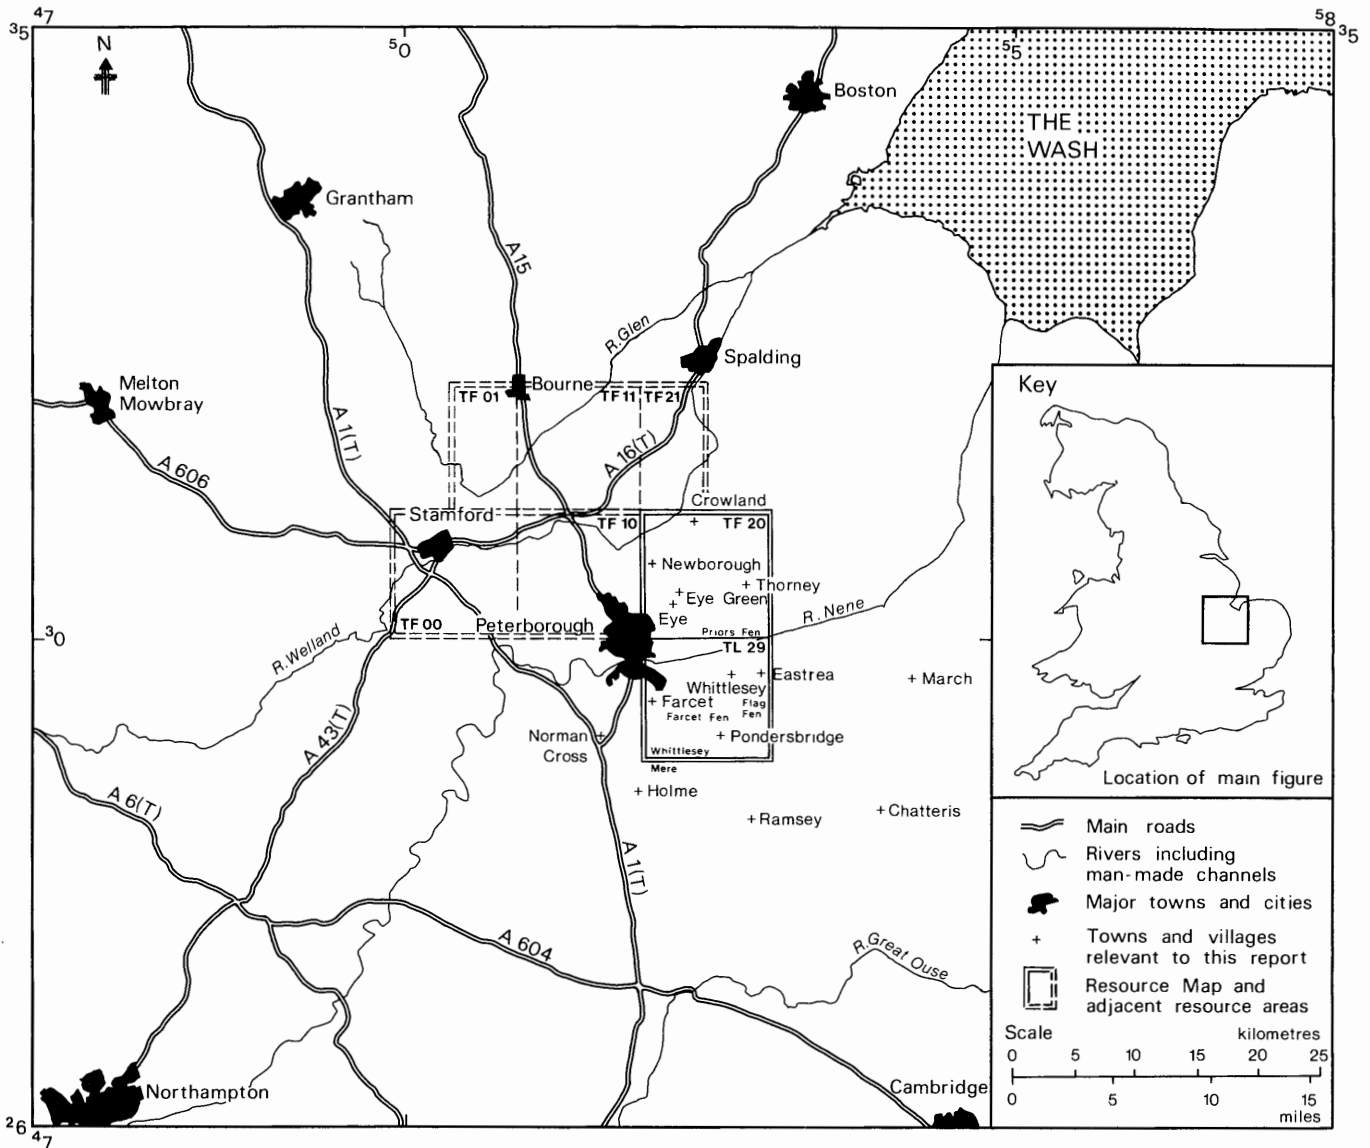 47
58
35
50
55
35
N
Boston
THE
WASH
Grantham
A15
R.Glen
Spalding
Melton
Mowbray
Bourne
TF 01
TF 11
TF 21
A 1(T)
A 16(T)
A 606
Crowland
Stamford
TF 10
TF 20
Newborough
Thorney
Eye Green
Eye
R. Nene
TF 00
Peterborough
Priors Fen
30
TL 29
R.Welland
Eastrea
March
Whittlesey
Farcet
Flag
Fen
Farcet Fen
A 43(T)
Norman
Cross
Pondersbridge
Whittlesey
Mere
Holme
Ramsey
Chatteris
A 6(T)
A 1(T)
A 604
R.Great Ouse
Northampton
Cambridge
26
47
Key
Location of main figure
Main roads
Rivers including
man-made channels
Major towns and cities
Towns and villages
relevant to this report
Resource Map and
adjacent resource areas
Scale
kilometres
0 5 10 15 20 25
0 5 10 15
miles